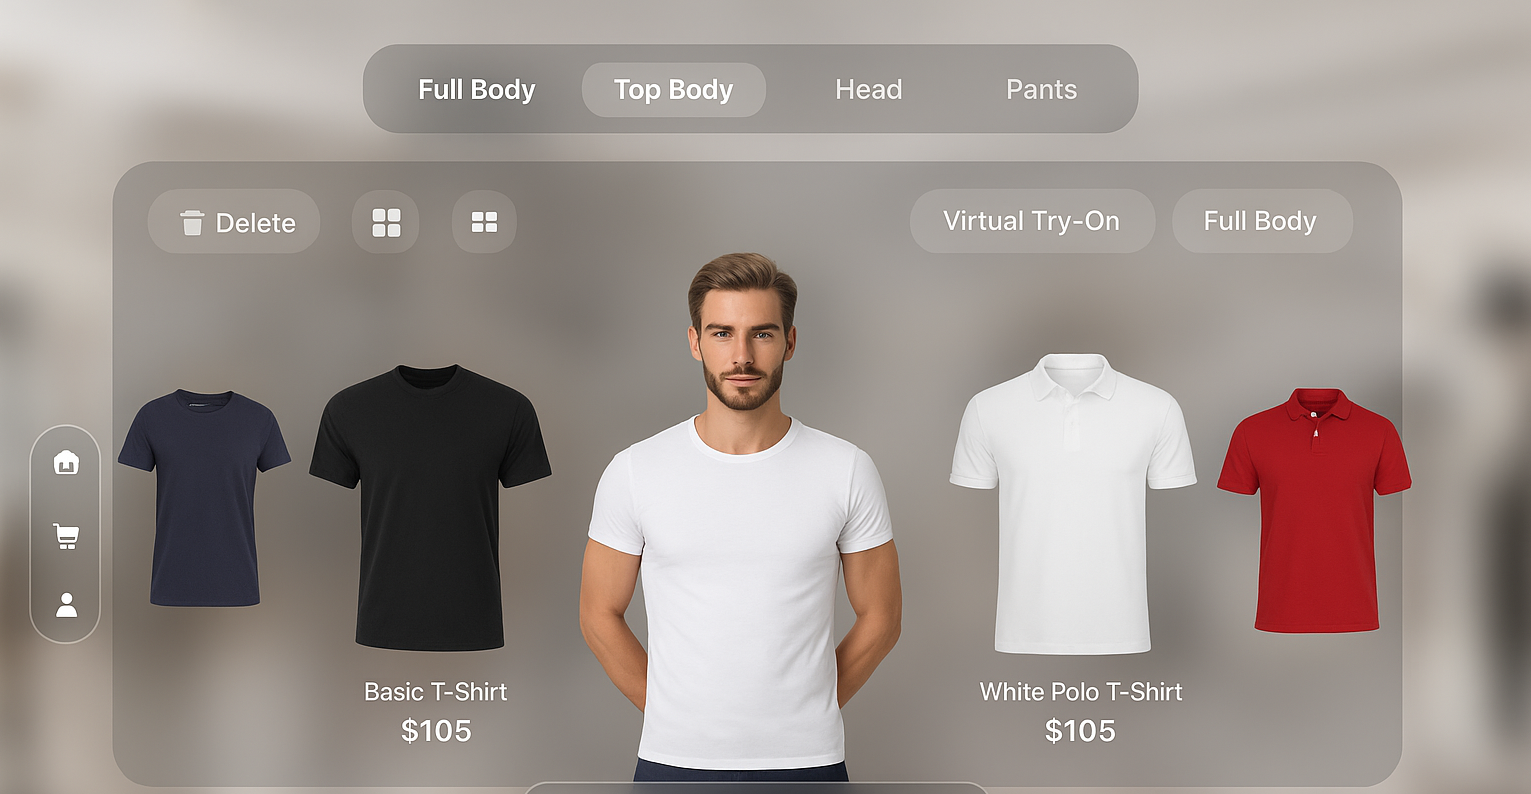 Full Body
Top Body
Head
Pants
Delete
Virtual Try-On
Full Body
Basic T-Shirt
$105
White Polo T-Shirt
$105